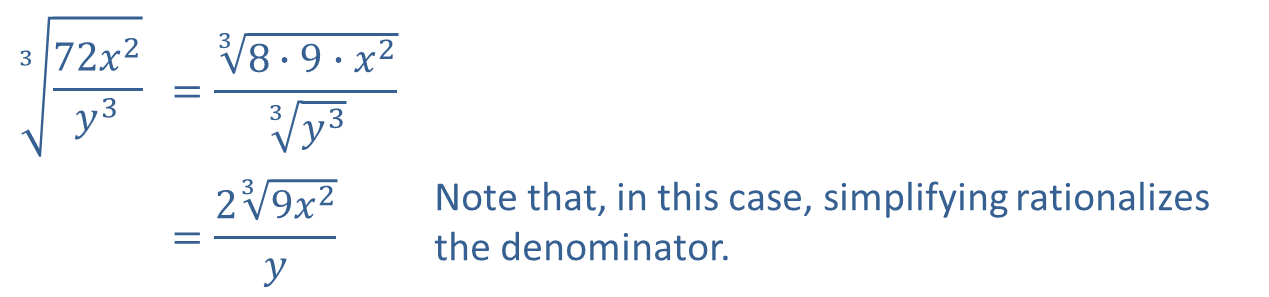 ∛(72x²/y³) = ∛(8 · 9 · x²)/∛(y³)
= 2∛(9x²)/y
Note that, in this case, simplifying rationalizes
the denominator.